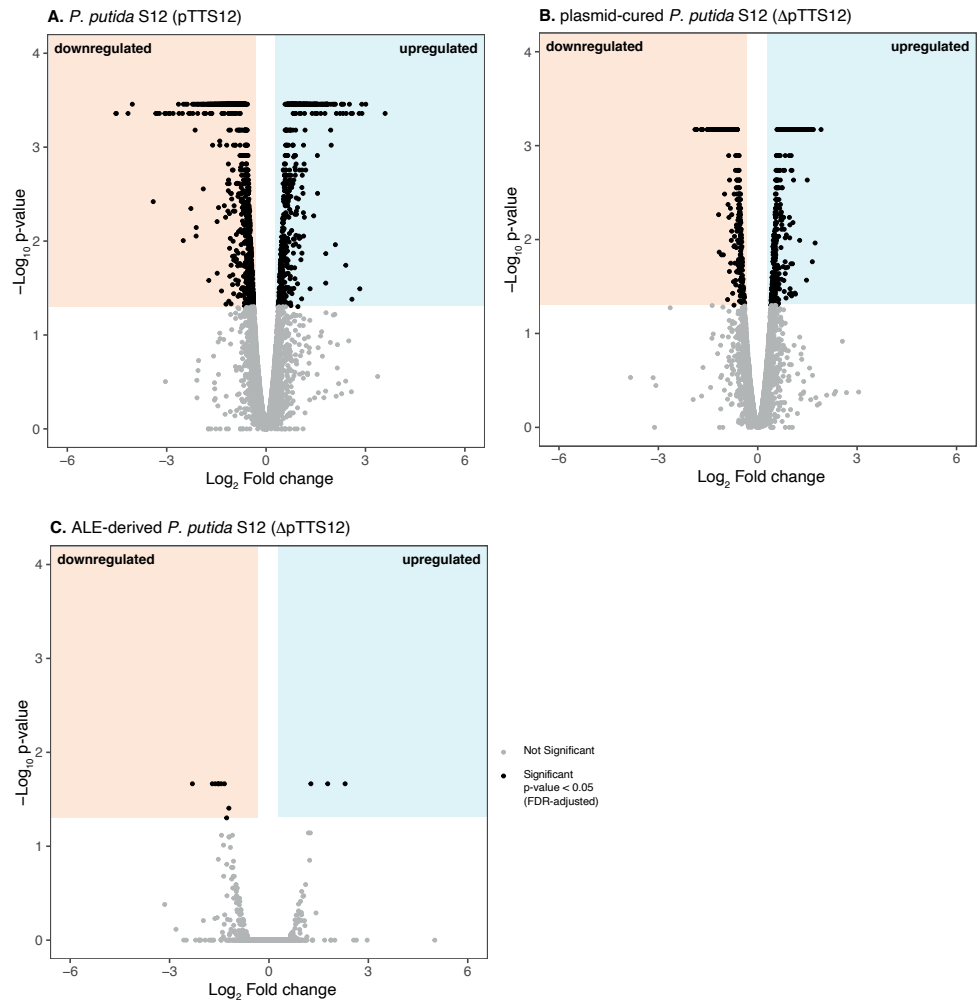 A. P. putida S12 (pTTS12)
downregulated
upregulated
4
3
2
1
0
−Log10 p-value
−6
−3
0
3
6
Log2 Fold change
B. plasmid-cured P. putida S12 (ΔpTTS12)
downregulated
upregulated
4
3
2
1
0
−Log10 p-value
−6
−3
0
3
6
Log2 Fold change
C. ALE-derived P. putida S12 (ΔpTTS12)
downregulated
upregulated
4
3
2
1
0
−Log10 p-value
−6
−3
0
3
6
Log2 Fold change
Not Significant
Significant
p-value < 0.05
(FDR-adjusted)